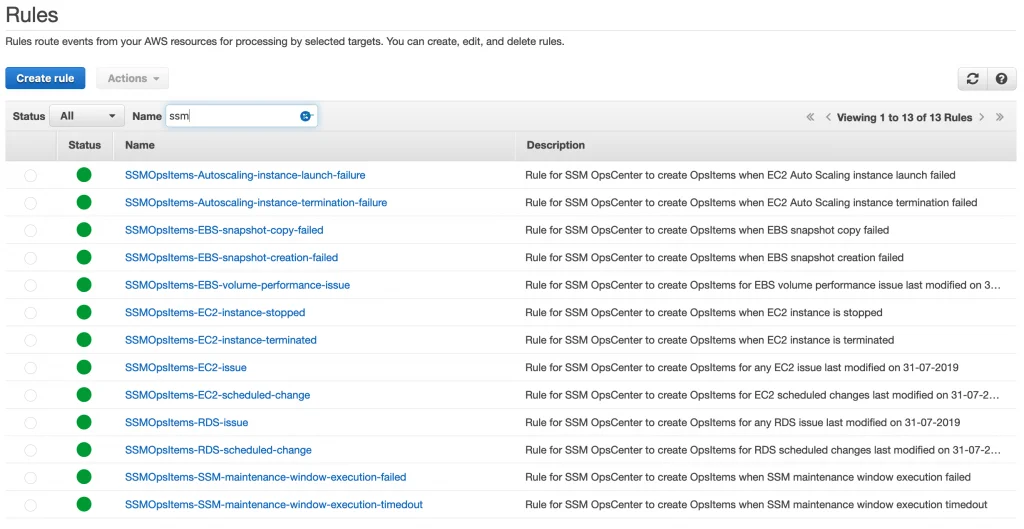 Rules
Rules route events from your AWS resources for processing by selected targets. You can create, edit, and delete rules.
Create rule Actions
Status All Name ssm Viewing 1 to 13 of 13 Rules
Status Name Description
SSMOpsItems-Autoscaling-instance-launch-failure Rule for SSM OpsCenter to create OpsItems when EC2 Auto Scaling instance launch failed
SSMOpsItems-Autoscaling-instance-termination-failure Rule for SSM OpsCenter to create OpsItems when EC2 Auto Scaling instance termination failed
SSMOpsItems-EBS-snapshot-copy-failed Rule for SSM OpsCenter to create OpsItems when EBS snapshot copy failed
SSMOpsItems-EBS-snapshot-creation-failed Rule for SSM OpsCenter to create OpsItems when EBS snapshot creation failed
SSMOpsItems-EBS-volume-performance-issue Rule for SSM OpsCenter to create OpsItems for EBS volume performance issue last modified on 3...
SSMOpsItems-EC2-instance-stopped Rule for SSM OpsCenter to create OpsItems when EC2 instance is stopped
SSMOpsItems-EC2-instance-terminated Rule for SSM OpsCenter to create OpsItems when EC2 instance is terminated
SSMOpsItems-EC2-issue Rule for SSM OpsCenter to create OpsItems for any EC2 issue last modified on 31-07-2019
SSMOpsItems-EC2-scheduled-change Rule for SSM OpsCenter to create OpsItems for EC2 scheduled changes last modified on 31-07-2...
SSMOpsItems-RDS-issue Rule for SSM OpsCenter to create OpsItems for any RDS issue last modified on 31-07-2019
SSMOpsItems-RDS-scheduled-change Rule for SSM OpsCenter to create OpsItems for RDS scheduled changes last modified on 31-07-2...
SSMOpsItems-SSM-maintenance-window-execution-failed Rule for SSM OpsCenter to create OpsItems when SSM maintenance window execution failed
SSMOpsItems-SSM-maintenance-window-execution-timedout Rule for SSM OpsCenter to create OpsItems when SSM maintenance window execution timedout